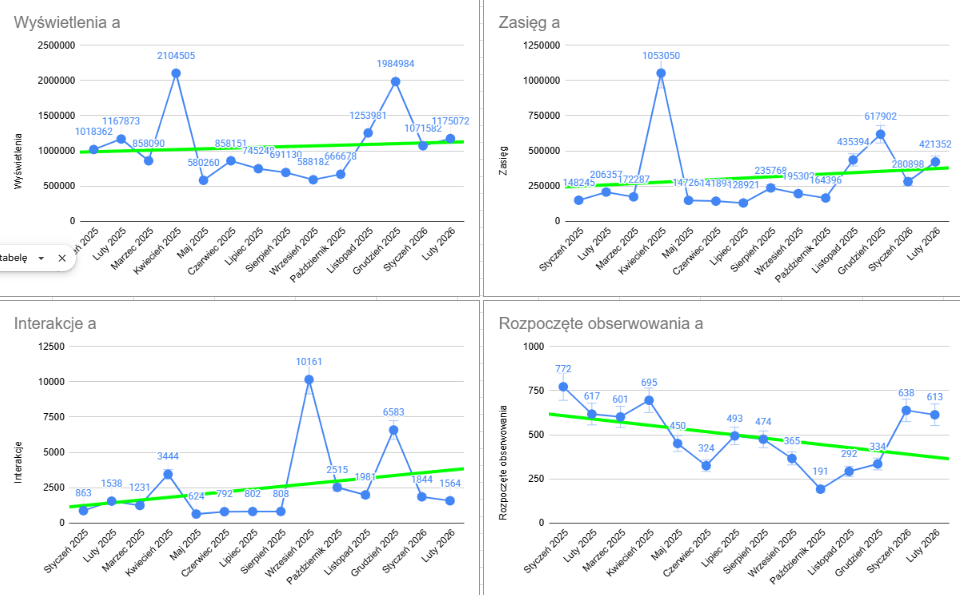 Wyświetlenia a
2500000
2104505
1984984
2000000
1500000
1253981
1167873
1175072
1018362
1071582
1000000
858090
858151
691130
666678
580260
588182
500000
0
Wyświetlenia
2025
Luty 2025
Marzec 2025
Kwiecień 2025
Maj 2025
Czerwiec 2025
Lipiec 2025
Sierpień 2025
Wrzesień 2025
Październik 2025
Listopad 2025
Grudzień 2025
Styczeń 2026
Luty 2026
tabelę
Zasięg a
1250000
1053050
1000000
750000
617902
500000
435394
421352
280898
250000
235768
206357
172287
164396
128921
0
Zasięg
Styczeń 2025
Luty 2025
Marzec 2025
Kwiecień 2025
Maj 2025
Czerwiec 2025
Lipiec 2025
Sierpień 2025
Wrzesień 2025
Październik 2025
Listopad 2025
Grudzień 2025
Styczeń 2026
Luty 2026
Interakcje a
12500
10161
10000
7500
6583
5000
3444
2500
2515
1981
1844
1564
863
1538
1231
624
792
802
808
0
Interakcje
Styczeń 2025
Luty 2025
Marzec 2025
Kwiecień 2025
Maj 2025
Czerwiec 2025
Lipiec 2025
Sierpień 2025
Wrzesień 2025
Październik 2025
Listopad 2025
Grudzień 2025
Styczeń 2026
Luty 2026
Rozpoczęte obserwowania a
1000
772
750
695
617
601
638
613
500
450
493
474
324
365
334
292
250
191
0
Rozpoczęte obserwowania
Styczeń 2025
Luty 2025
Marzec 2025
Kwiecień 2025
Maj 2025
Czerwiec 2025
Lipiec 2025
Sierpień 2025
Wrzesień 2025
Październik 2025
Listopad 2025
Grudzień 2025
Styczeń 2026
Luty 2026